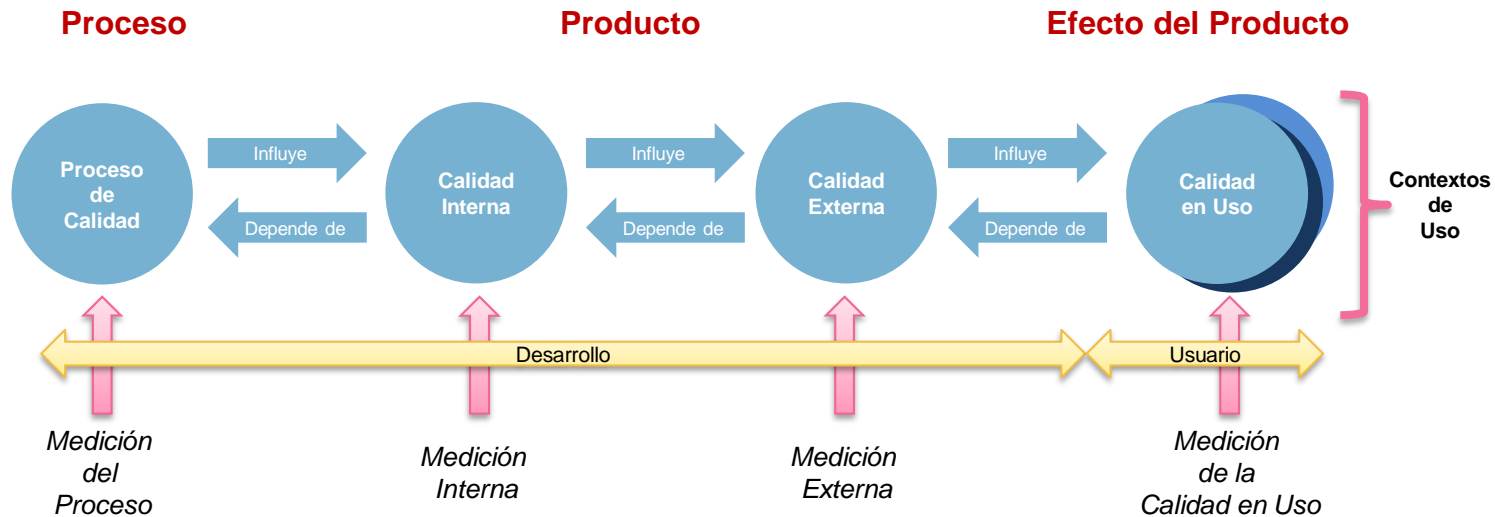 Proceso
Producto
Efecto del Producto
Proceso
de
Calidad
Influye
Depende de
Calidad
Interna
Influye
Depende de
Calidad
Externa
Influye
Depende de
Calidad
en Uso
Contextos
de
Uso
Desarrollo
Usuario
Medición
del
Proceso
Medición
Interna
Medición
Externa
Medición
de la
Calidad en Uso